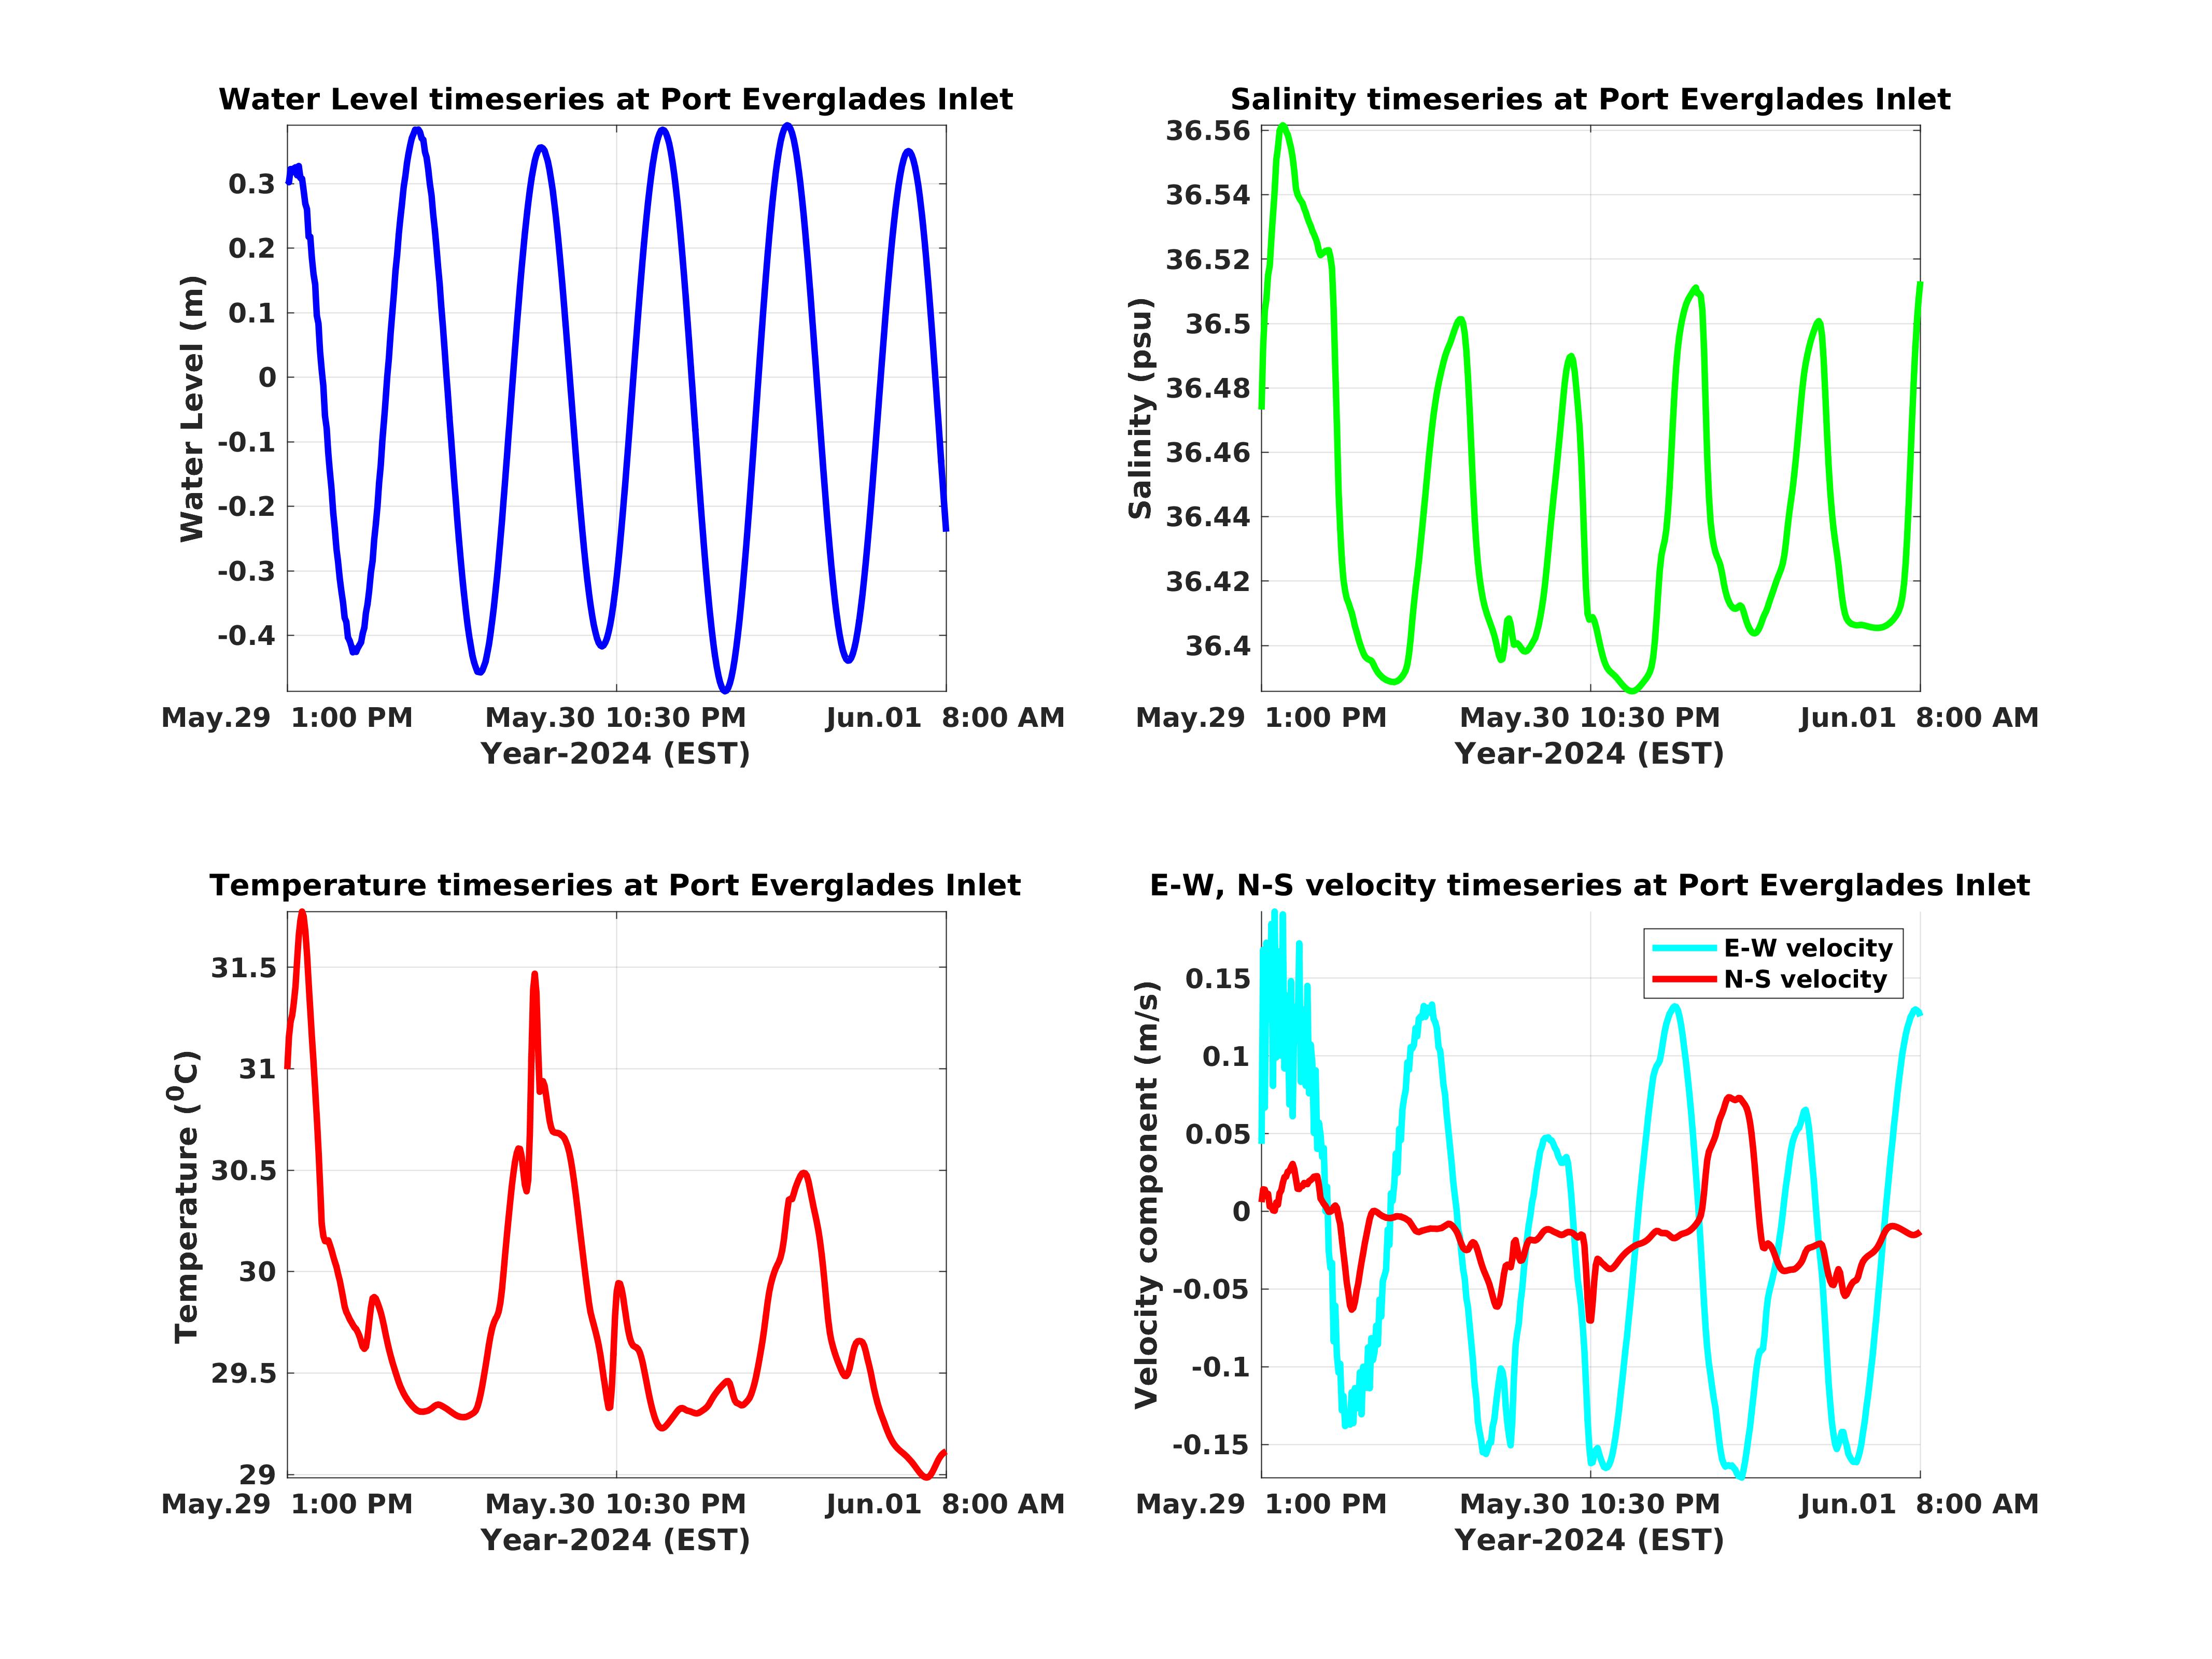 Water Level timeseries at Port Everglades Inlet
0.3
0.2
0.1
0
-0.1
-0.2
-0.3
-0.4
Water Level (m)
May.29 1:00 PM
May.30 10:30 PM
Jun.01 8:00 AM
Year-2024 (EST)
Salinity timeseries at Port Everglades Inlet
36.56
36.54
36.52
36.5
36.48
36.46
36.44
36.42
36.4
Salinity (psu)
May.29 1:00 PM
May.30 10:30 PM
Jun.01 8:00 AM
Year-2024 (EST)
Temperature timeseries at Port Everglades Inlet
31.5
31
30.5
30
29.5
29
Temperature (⁰C)
May.29 1:00 PM
May.30 10:30 PM
Jun.01 8:00 AM
Year-2024 (EST)
E-W, N-S velocity timeseries at Port Everglades Inlet
E-W velocity
N-S velocity
0.15
0.1
0.05
0
-0.05
-0.1
-0.15
Velocity component (m/s)
May.29 1:00 PM
May.30 10:30 PM
Jun.01 8:00 AM
Year-2024 (EST)